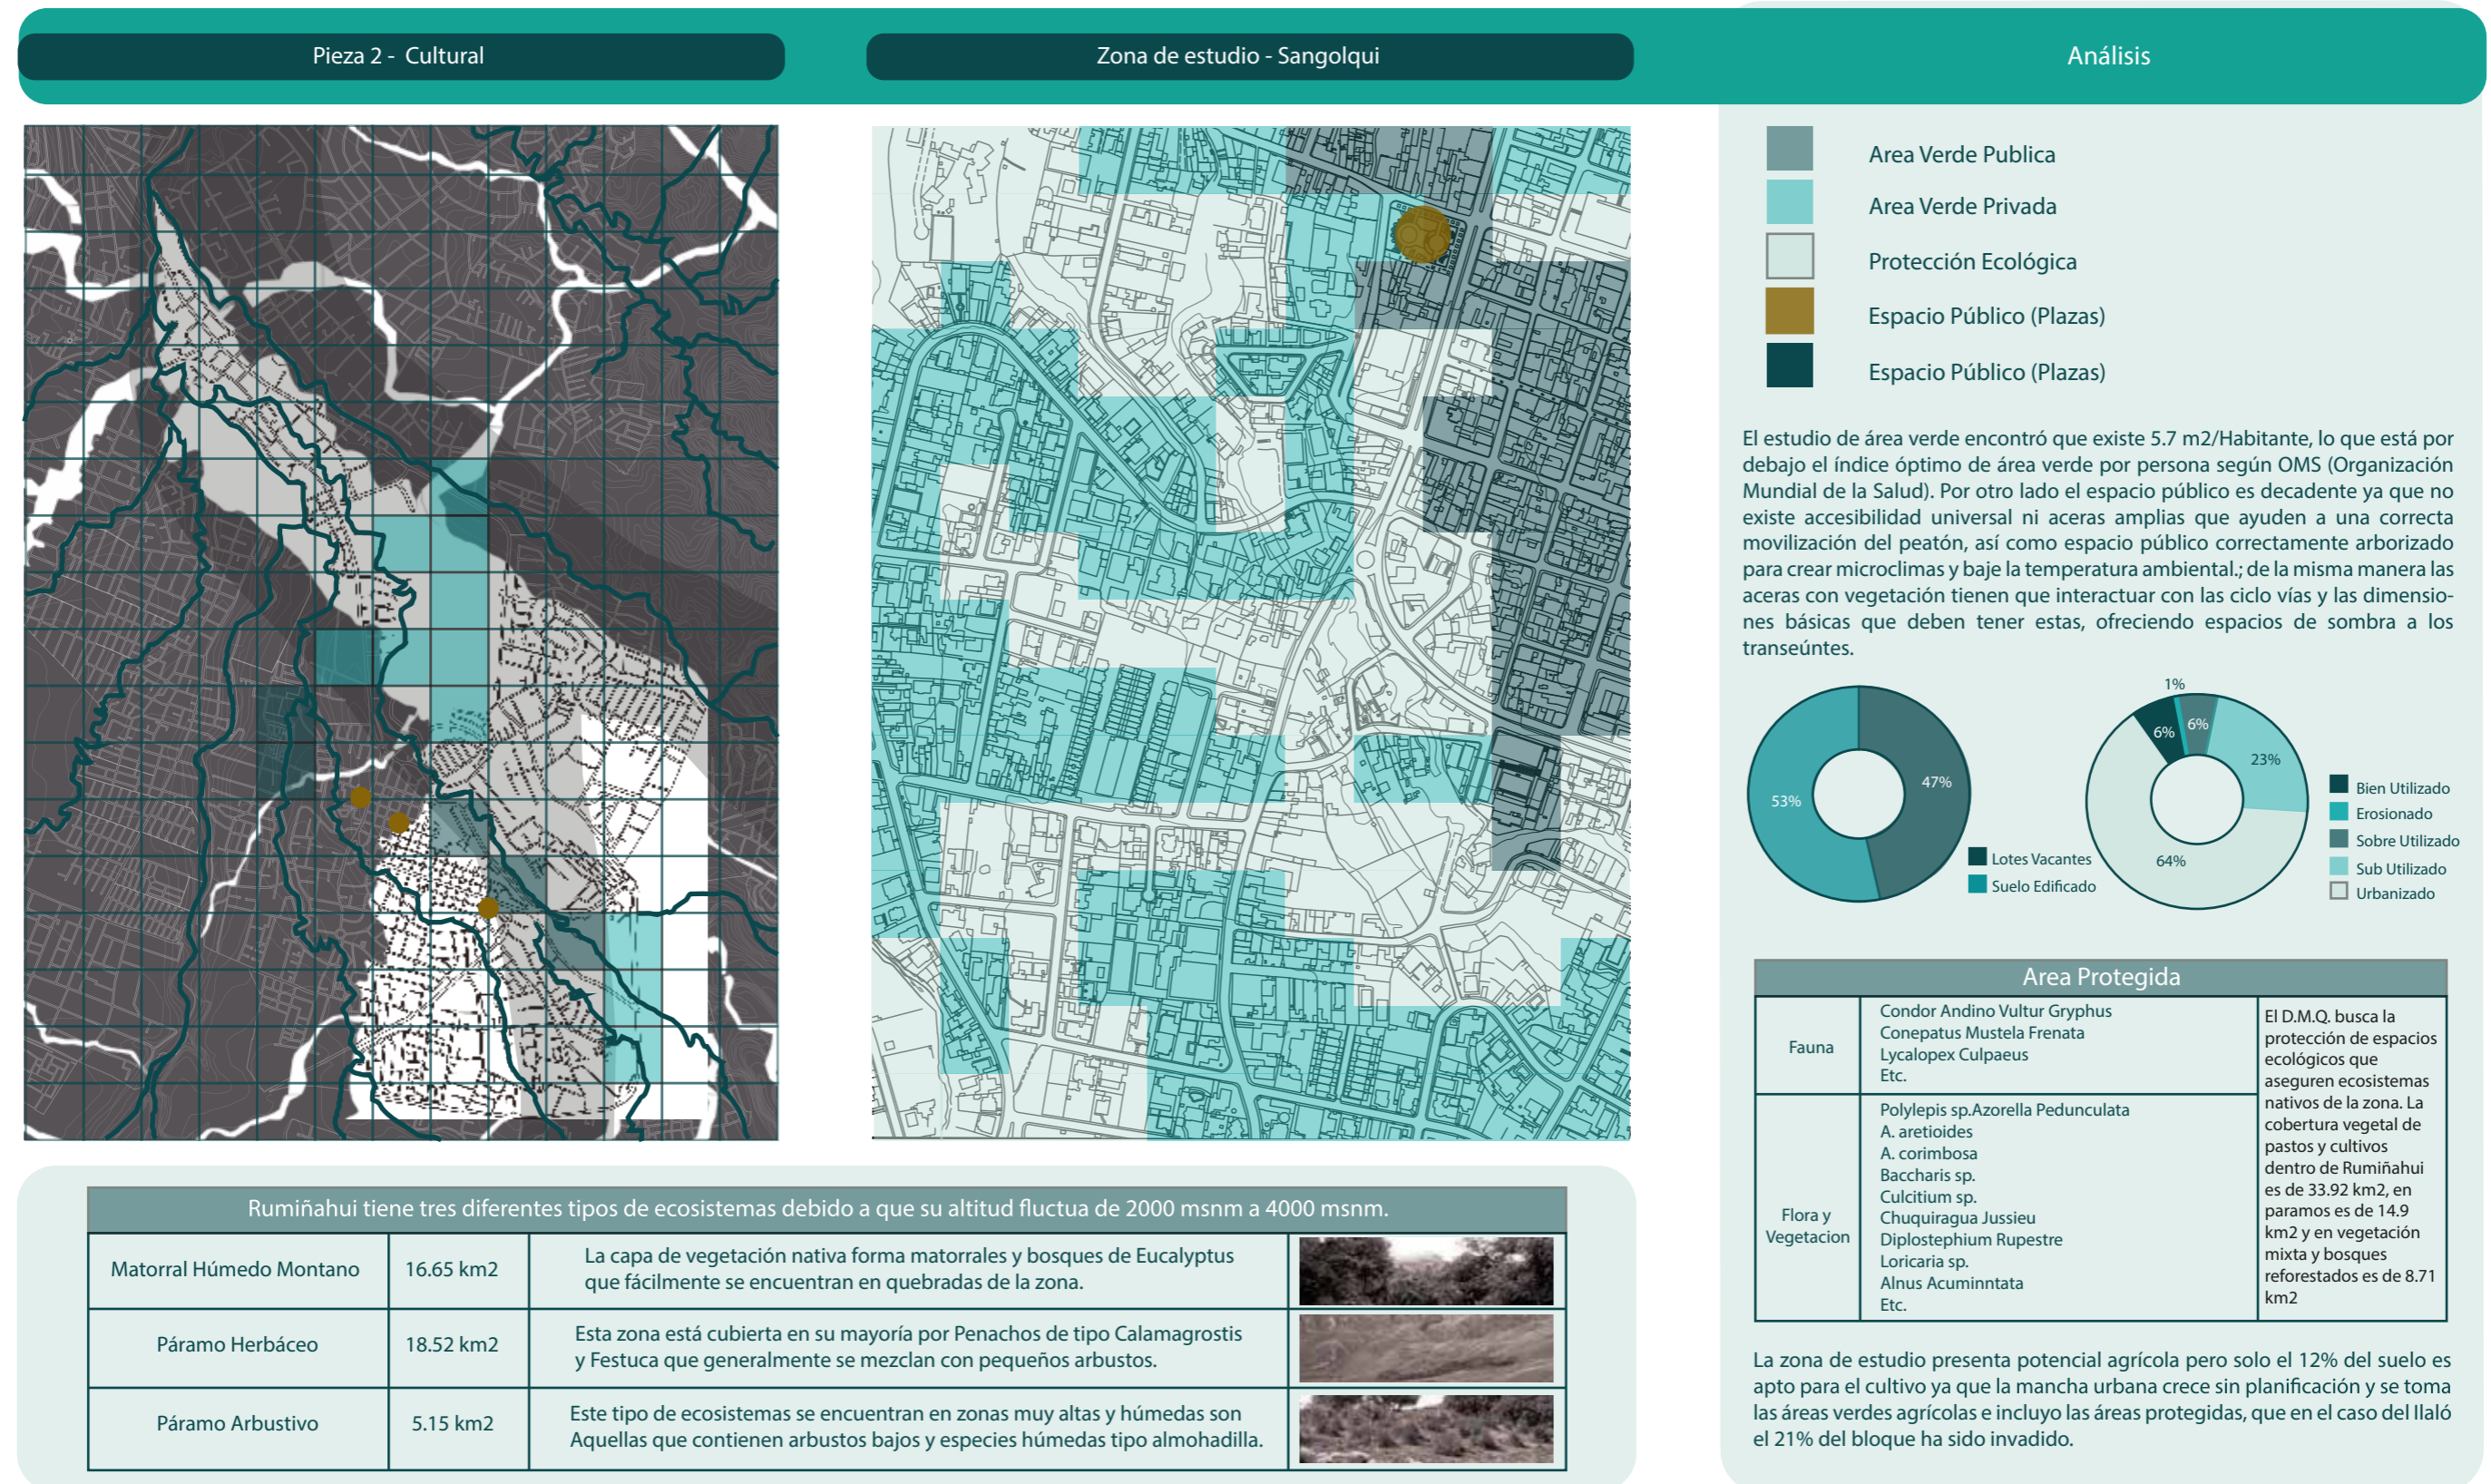 Pieza 2 - Cultural
Zona de estudio - Sangolqui
Análisis
Area Verde Publica
Area Verde Privada
Protección Ecológica
Espacio Público (Plazas)
Espacio Público (Plazas)
El estudio de área verde encontró que existe 5.7 m2/Habitante, lo que está por
debajo el índice óptimo de área verde por persona según OMS (Organización
Mundial de la Salud). Por otro lado el espacio público es decadente ya que no
existe accesibilidad universal ni aceras amplias que ayuden a una correcta
movilización del peatón, así como espacio público correctamente arborizado
para crear microclimas y baje la temperatura ambiental.; de la misma manera las
aceras con vegetación tienen que interactuar con las ciclo vías y las dimensio-
nes básicas que deben tener estas, ofreciendo espacios de sombra a los
transeúntes.
53%
47%
Lotes Vacantes
Suelo Edificado
1%
6%
6%
23%
64%
Bien Utilizado
Erosionado
Sobre Utilizado
Sub Utilizado
Urbanizado
Area Protegida
Fauna
Condor Andino Vultur Gryphus
Conepatus Mustela Frenata
Lycalopex Culpaeus
Etc.
Flora y
Vegetacion
Polylepis sp.Azorella Pedunculata
A. aretioides
A. corimbosa
Baccharis sp.
Culcitium sp.
Chuquiragua Jussieu
Diplostephium Rupestre
Loricaria sp.
Alnus Acuminntata
Etc.
El D.M.Q. busca la
protección de espacios
ecológicos que
aseguren ecosistemas
nativos de la zona. La
cobertura vegetal de
pastos y cultivos
dentro de Rumiñahui
es de 33.92 km2, en
paramos es de 14.9
km2 y en vegetación
mixta y bosques
reforestados es de 8.71
km2
La zona de estudio presenta potencial agrícola pero solo el 12% del suelo es
apto para el cultivo ya que la mancha urbana crece sin planificación y se toma
las áreas verdes agrícolas e incluyo las áreas protegidas, que en el caso del Ilaló
el 21% del bloque ha sido invadido.
Rumiñahui tiene tres diferentes tipos de ecosistemas debido a que su altitud fluctua de 2000 msnm a 4000 msnm.
Matorral Húmedo Montano
16.65 km2
La capa de vegetación nativa forma matorrales y bosques de Eucalyptus
que fácilmente se encuentran en quebradas de la zona.
Páramo Herbáceo
18.52 km2
Esta zona está cubierta en su mayoría por Penachos de tipo Calamagrostis
y Festuca que generalmente se mezclan con pequeños arbustos.
Páramo Arbustivo
5.15 km2
Este tipo de ecosistemas se encuentran en zonas muy altas y húmedas son
Aquellas que contienen arbustos bajos y especies húmedas tipo almohadilla.